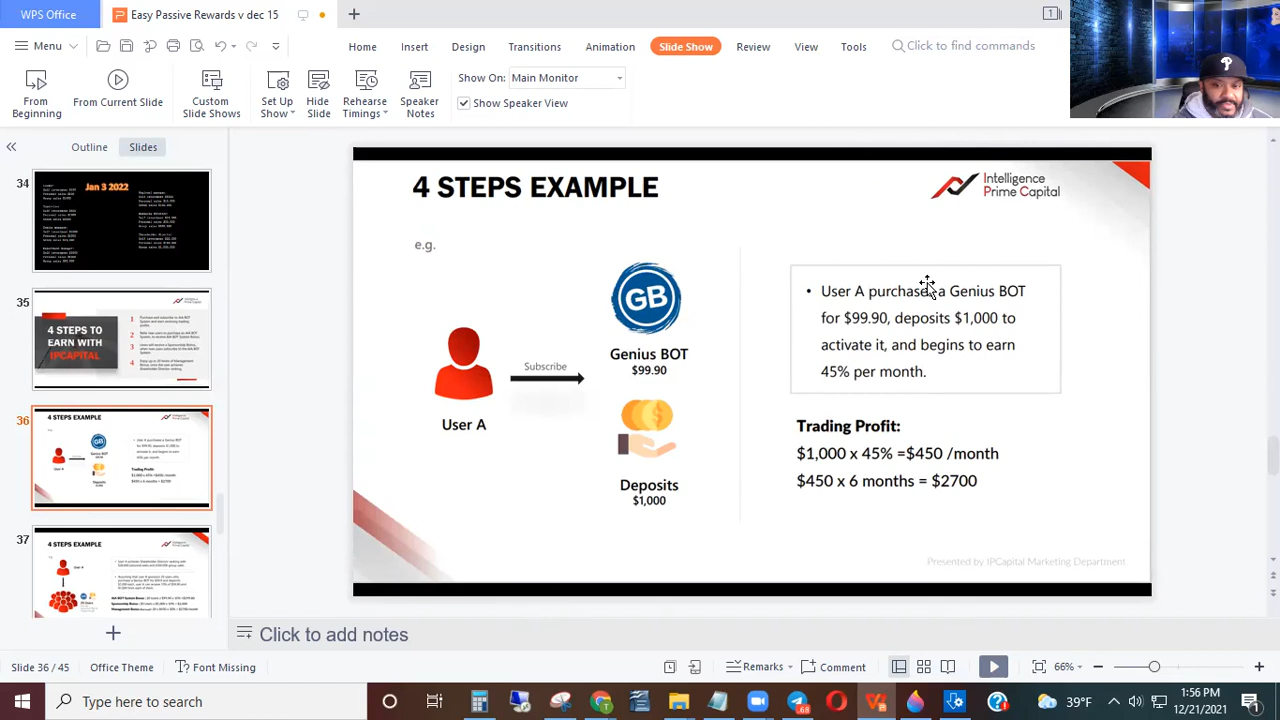 WPS Office
Easy Passive Rewards v dec 15
1
Menu
Home
Insert
Design
Transitions
Animation
Slide Show
Review
View
Tools
Click to find commands
From Beginning
From Current Slide
Custom Slide Shows
Set Up Show
Hide Slide
Rehearse Timings
Speaker Notes
Show On:
Main Monitor
Show Speaker View
Outline
Slides
34
Jan 3 2022
35
4 STEPS TO
EARN WITH
IPCAPITAL
36
4 STEPS EXAMPLE
37
4 STEPS EXAMPLE
4 STEPS EXAMPLE
Intelligence
Prime Capital
e.g.
GB
Genius BOT
$99.90
Subscribe
User A
Deposits
$1,000
• User A purchased a Genius BOT
for $99.90, deposits $1,000 to
activate it and begins to earn
45% per month.
Trading Profit:
$1,000 x 45% =$450 /month
$450 x 6 months = $2700
Presented by IPCapital Marketing Department
Click to add notes
Slide 36 / 45
Office Theme
Font Missing
Remarks
Comment
66%
Type here to search
39°F
1:56 PM
12/21/2021